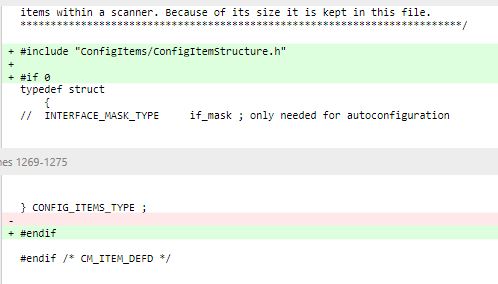 items within a scanner. Because of its size it is kept in this file.
***************************************************************************/
+ #include "ConfigItems/ConfigItemStructure.h"
+
+ #if 0
typedef struct
{
// INTERFACE_MASK_TYPE if_mask ; only needed for autoconfiguration
nes 1269-1275
} CONFIG_ITEMS_TYPE ;
-
+ #endif
#endif /* CM_ITEM_DEFD */